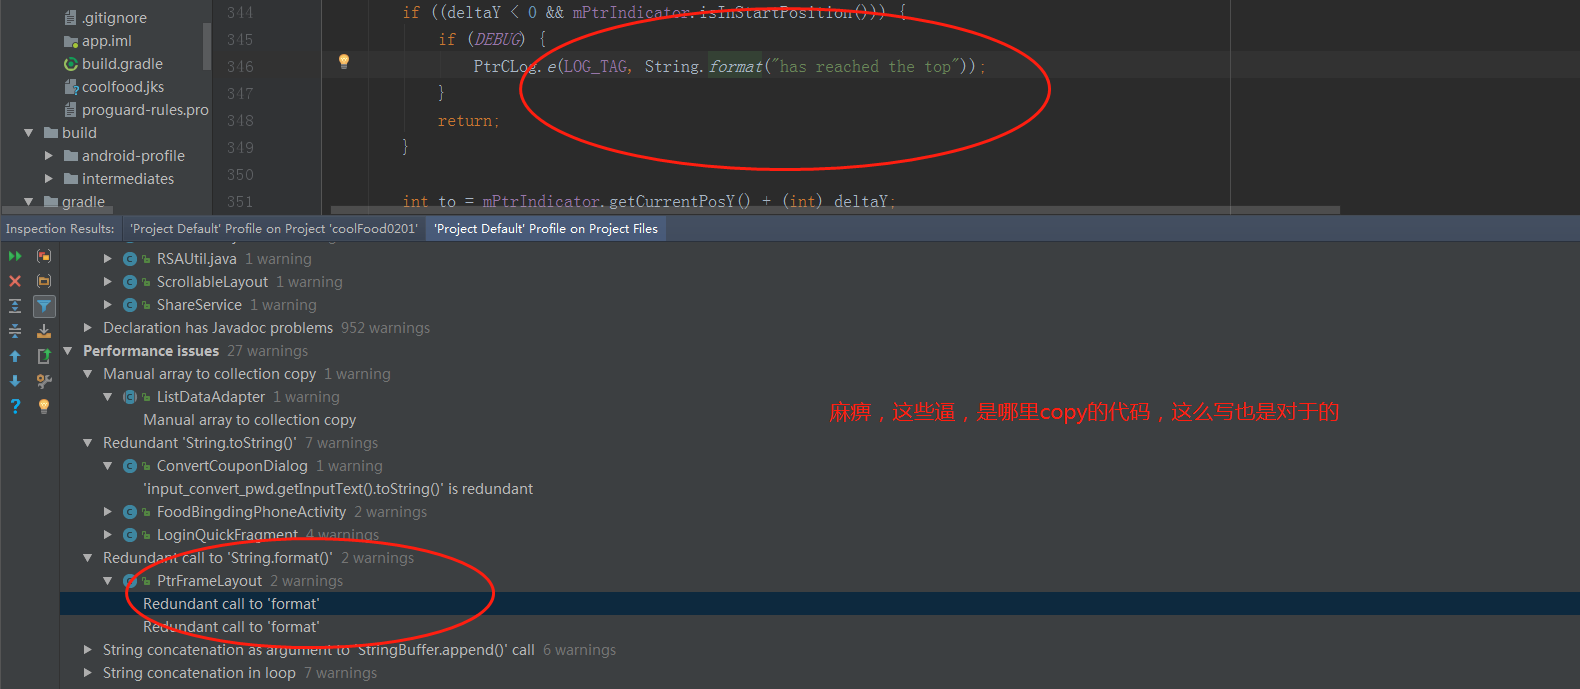 .gitignore
app.iml
build.gradle
coolfood.jks
proguard-rules.pro
build
android-profile
intermediates
gradle
344 if ((deltaY < 0 && mPtrIndicator.isInStartPosition())) {
345 if (DEBUG) {
346 PtrCLog.e(LOG_TAG, String.format("has reached the top"));
347 }
348 return;
349 }
350
351 int to = mPtrIndicator.getCurrentPosY() + (int) deltaY;
Inspection Results: 'Project Default' Profile on Project 'coolFood0201' 'Project Default' Profile on Project Files
RSAUtil.java 1 warning
ScrollableLayout 1 warning
ShareService 1 warning
Declaration has Javadoc problems 952 warnings
Performance issues 27 warnings
Manual array to collection copy 1 warning
ListDataAdapter 1 warning
Manual array to collection copy
麻痹，这些逼，是哪里copy的代码，这么写也是对于的
Redundant 'String.toString()' 7 warnings
ConvertCouponDialog 1 warning
'input_convert_pwd.getInputText().toString()' is redundant
FoodBingdingPhoneActivity 2 warnings
LoginQuickFragment 4 warnings
Redundant call to 'String.format()' 2 warnings
PtrFrameLayout 2 warnings
Redundant call to 'format'
Redundant call to 'format'
String concatenation as argument to 'StringBuffer.append()' call 6 warnings
String concatenation in loop 7 warnings